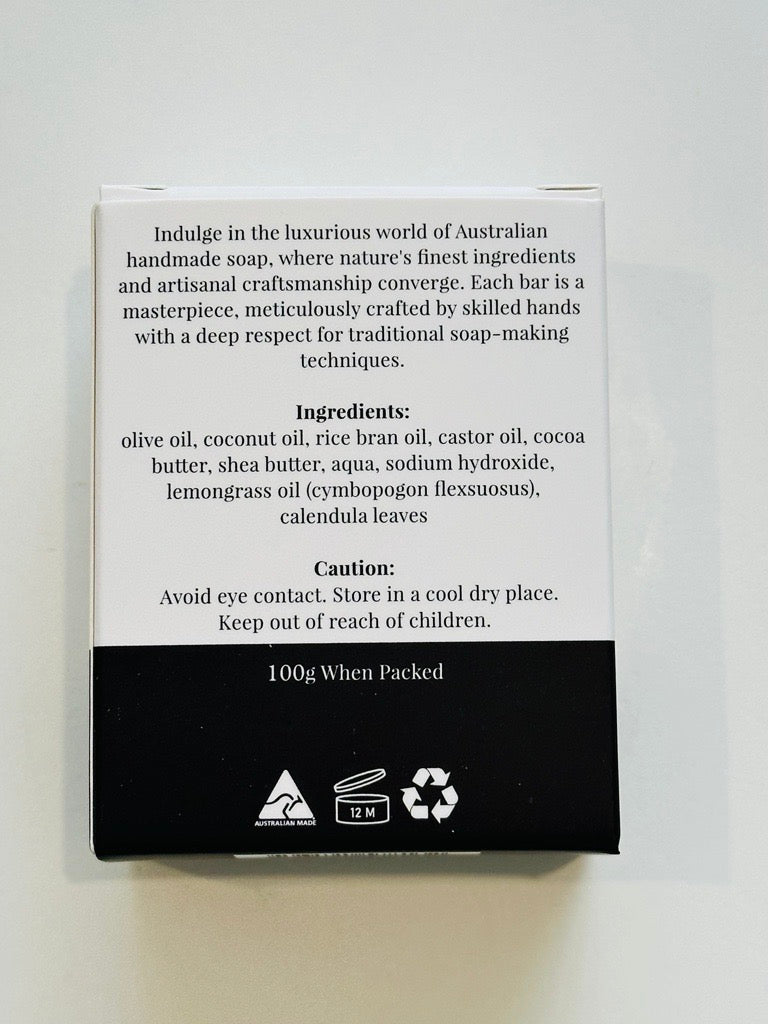 Indulge in the luxurious world of Australian
handmade soap, where nature's finest ingredients
and artisanal craftsmanship converge. Each bar is a
masterpiece, meticulously crafted by skilled hands
with a deep respect for traditional soap-making
techniques.
Ingredients:
olive oil, coconut oil, rice bran oil, castor oil, cocoa
butter, shea butter, aqua, sodium hydroxide,
lemongrass oil (cymbopogon flexsuosus),
calendula leaves
Caution:
Avoid eye contact. Store in a cool dry place.
Keep out of reach of children.
100g When Packed
AUSTRALIAN MADE
12 M